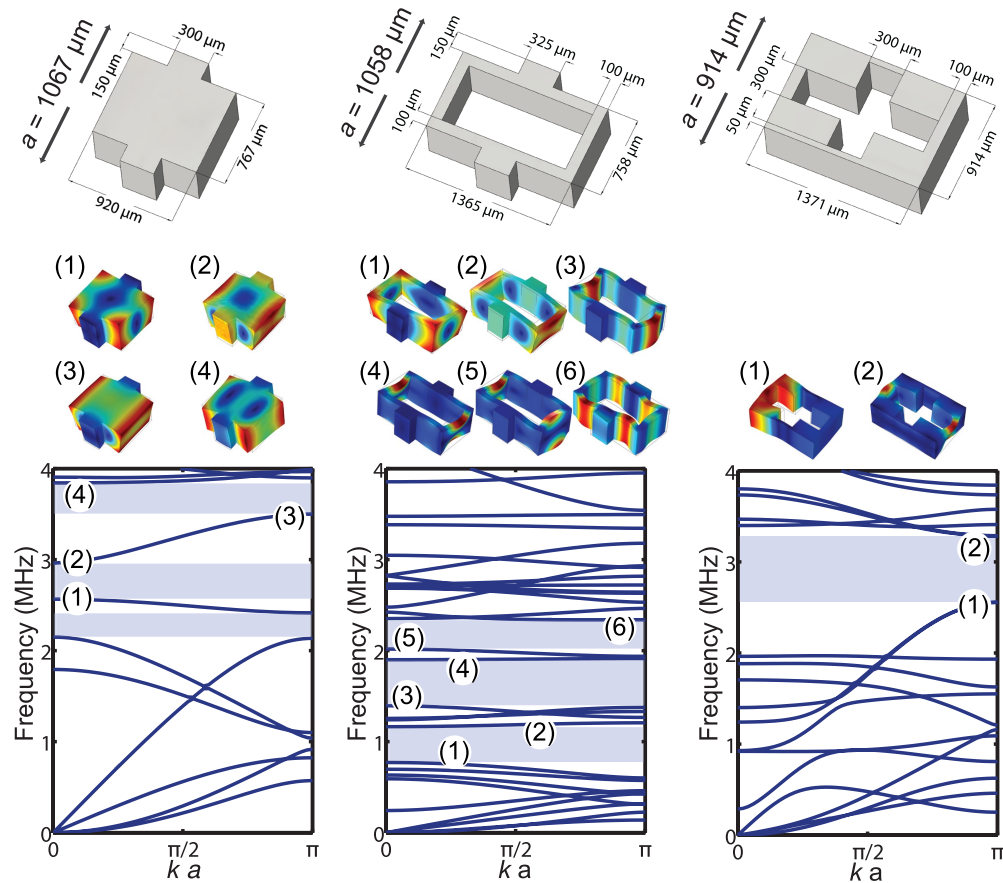 a = 1067 µm
150 µm
300 µm
767 µm
920 µm
a = 1058 µm
150 µm
325 µm
100 µm
100 µm
758 µm
1365 µm
a = 914 µm
300 µm
300 µm
100 µm
50 µm
914 µm
1371 µm
(1)
(2)
(3)
(4)
(1)
(2)
(3)
(4)
(5)
(6)
(1)
(2)
Frequency (MHz)
4
3
2
1
0
(4)
(3)
(2)
(1)
0
π/2
π
k a
Frequency (MHz)
4
3
2
1
0
(6)
(5)
(4)
(3)
(2)
(1)
0
π/2
π
k a
Frequency (MHz)
4
3
2
1
0
(2)
(1)
0
π/2
π
k a